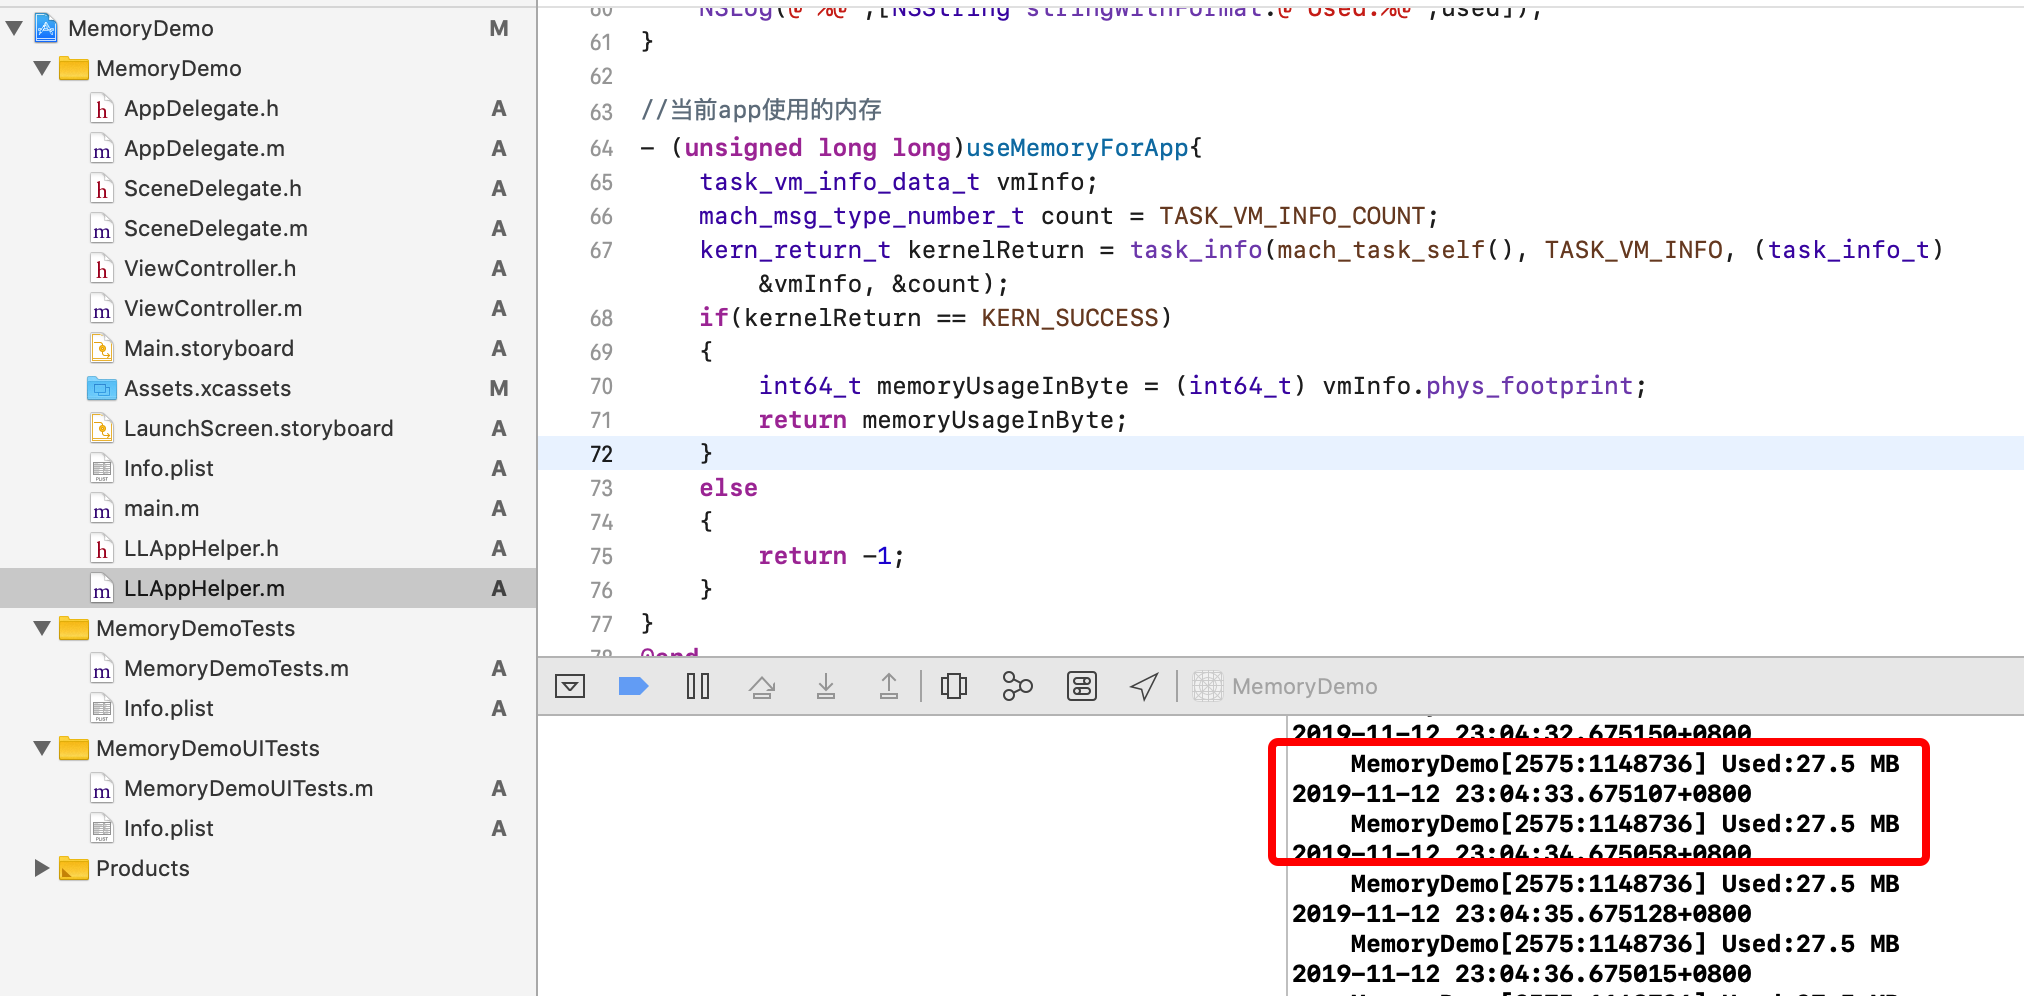 MemoryDemo M
MemoryDemo
AppDelegate.h A
AppDelegate.m A
SceneDelegate.h A
SceneDelegate.m A
ViewController.h A
ViewController.m A
Main.storyboard A
Assets.xcassets M
LaunchScreen.storyboard A
Info.plist A
main.m A
LLAppHelper.h A
LLAppHelper.m A
MemoryDemoTests
MemoryDemoTests.m A
Info.plist A
MemoryDemoUITests
MemoryDemoUITests.m A
Info.plist A
Products
60 NSLog(@"%@",[NSString stringWithFormat:@"Used:%@",used]);
61 }
62
63 //当前app使用的内存
64 - (unsigned long long)useMemoryForApp{
65 task_vm_info_data_t vmInfo;
66 mach_msg_type_number_t count = TASK_VM_INFO_COUNT;
67 kern_return_t kernelReturn = task_info(mach_task_self(), TASK_VM_INFO, (task_info_t)
&vmInfo, &count);
68 if(kernelReturn == KERN_SUCCESS)
69 {
70 int64_t memoryUsageInByte = (int64_t) vmInfo.phys_footprint;
71 return memoryUsageInByte;
72 }
73 else
74 {
75 return -1;
76 }
77 }
78 @end
MemoryDemo
2019-11-12 23:04:32.675150+0800
MemoryDemo[2575:1148736] Used:27.5 MB
2019-11-12 23:04:33.675107+0800
MemoryDemo[2575:1148736] Used:27.5 MB
2019-11-12 23:04:34.675058+0800
MemoryDemo[2575:1148736] Used:27.5 MB
2019-11-12 23:04:35.675128+0800
MemoryDemo[2575:1148736] Used:27.5 MB
2019-11-12 23:04:36.675015+0800